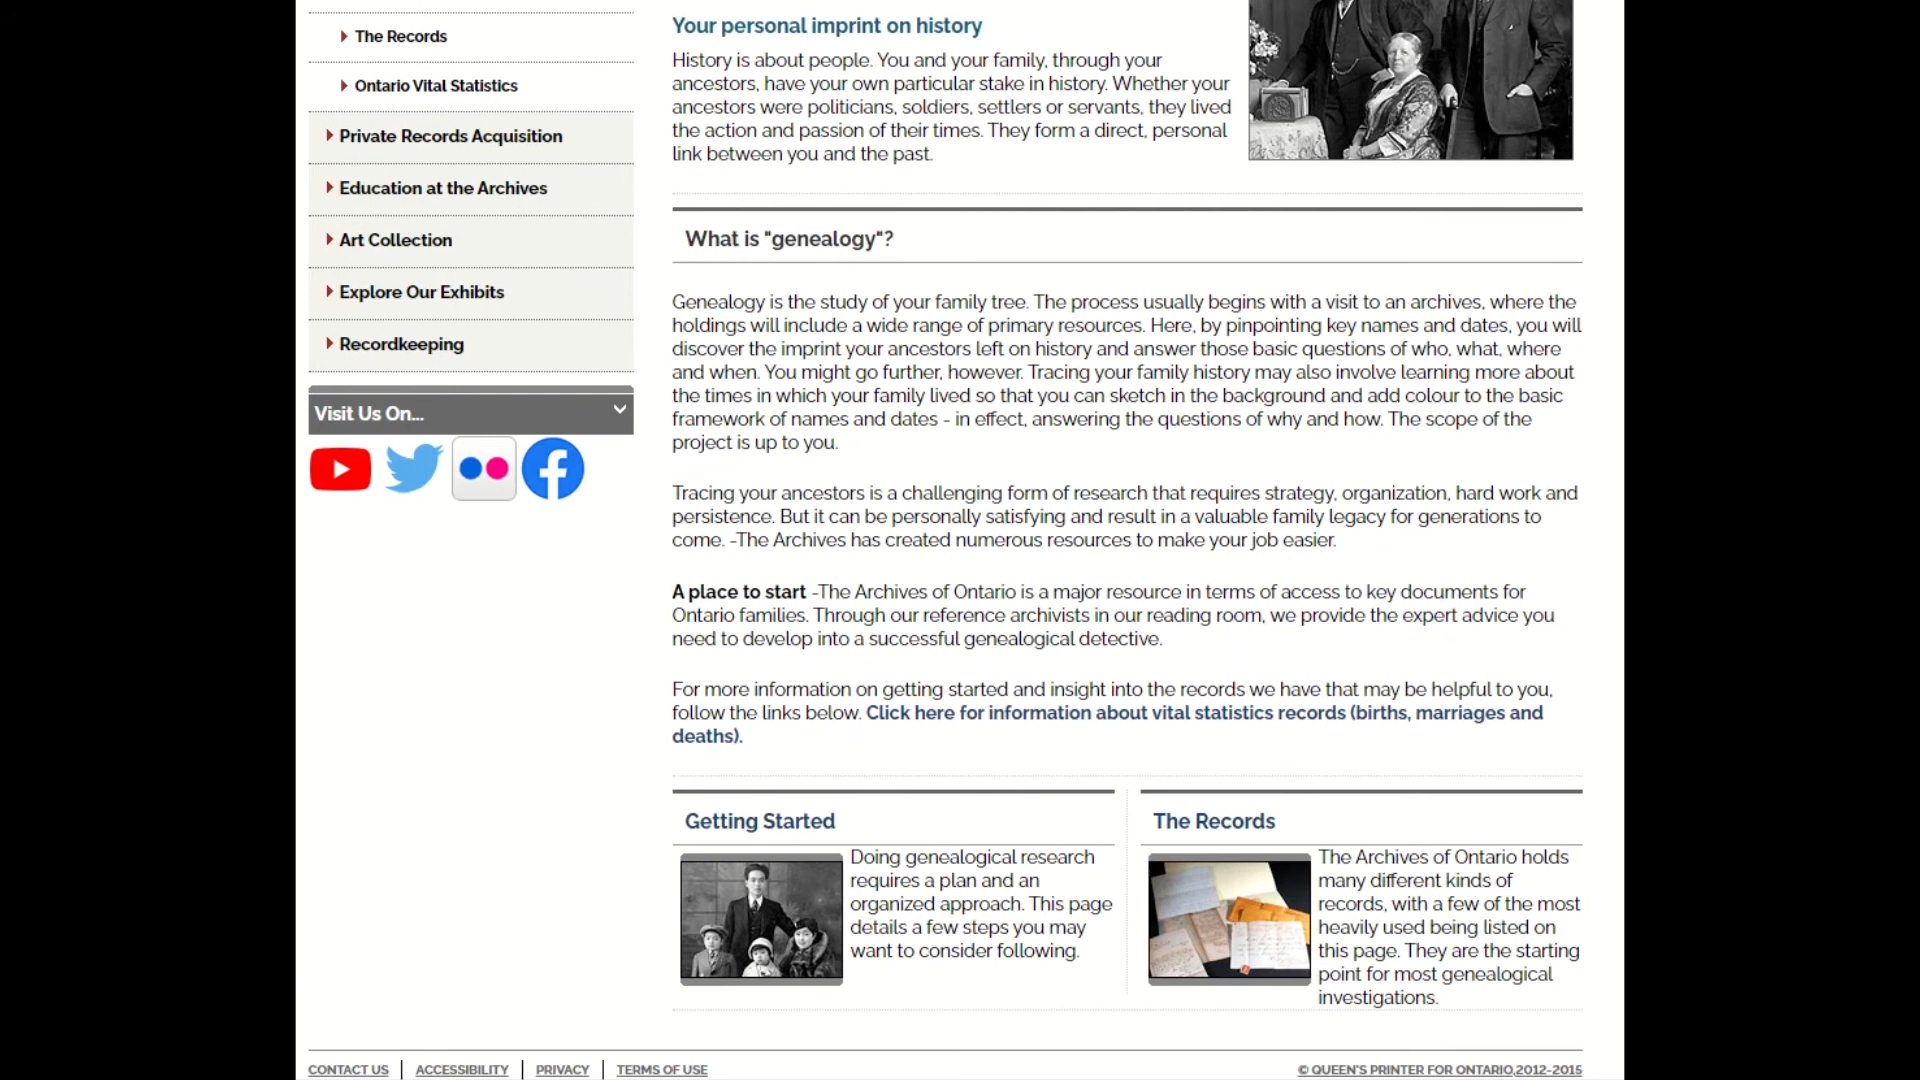 The Records
Ontario Vital Statistics
Private Records Acquisition
Education at the Archives
Art Collection
Explore Our Exhibits
Recordkeeping
Visit Us On...
Your personal imprint on history
History is about people. You and your family, through your
ancestors, have your own particular stake in history. Whether your
ancestors were politicians, soldiers, settlers or servants, they lived
the action and passion of their times. They form a direct, personal
link between you and the past.
What is "genealogy"?
Genealogy is the study of your family tree. The process usually begins with a visit to an archives, where the
holdings will include a wide range of primary resources. Here, by pinpointing key names and dates, you will
discover the imprint your ancestors left on history and answer those basic questions of who, what, where
and when. You might go further, however. Tracing your family history may also involve learning more about
the times in which your family lived so that you can sketch in the background and add colour to the basic
framework of names and dates - in effect, answering the questions of why and how. The scope of the
project is up to you.
Tracing your ancestors is a challenging form of research that requires strategy, organization, hard work and
persistence. But it can be personally satisfying and result in a valuable family legacy for generations to
come. -The Archives has created numerous resources to make your job easier.
A place to start -The Archives of Ontario is a major resource in terms of access to key documents for
Ontario families. Through our reference archivists in our reading room, we provide the expert advice you
need to develop into a successful genealogical detective.
For more information on getting started and insight into the records we have that may be helpful to you,
follow the links below. Click here for information about vital statistics records (births, marriages and
deaths).
Getting Started
Doing genealogical research
requires a plan and an
organized approach. This page
details a few steps you may
want to consider following.
The Records
The Archives of Ontario holds
many different kinds of
records, with a few of the most
heavily used being listed on
this page. They are the starting
point for most genealogical
investigations.
CONTACT US
ACCESSIBILITY
PRIVACY
TERMS OF USE
© QUEEN'S PRINTER FOR ONTARIO,2012-2015